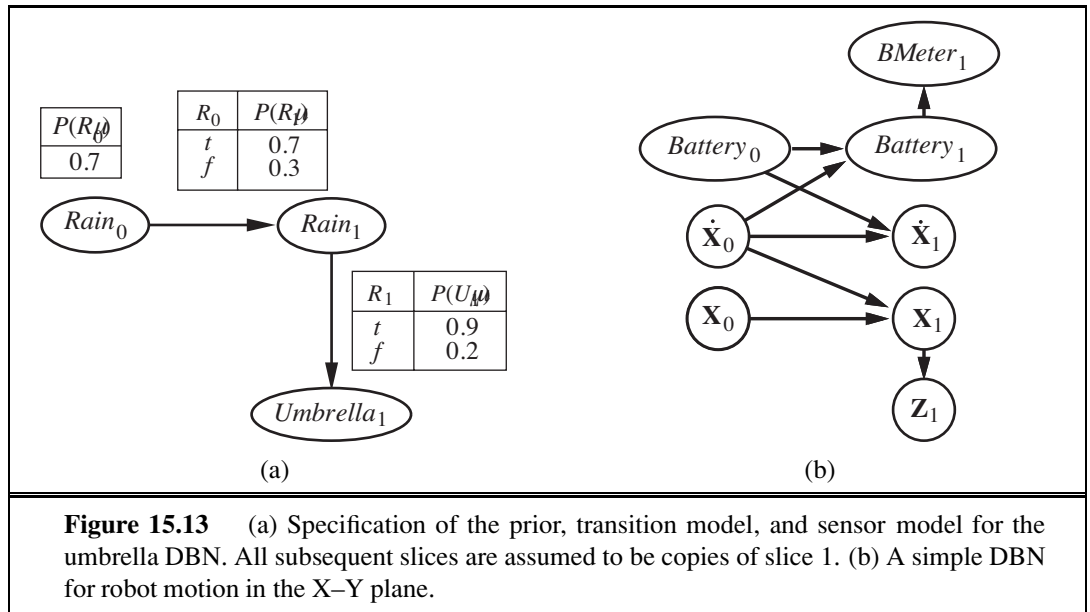 BMeter₁
P(R₀)
0.7
R₀ P(R₁)
t 0.7
f 0.3
Battery₀ Battery₁
Rain₀ Rain₁
Ẋ₀ Ẋ₁
R₁ P(U₁)
t 0.9
f 0.2
X₀ X₁
Umbrella₁
Z₁
(a) (b)
Figure 15.13 (a) Specification of the prior, transition model, and sensor model for the
umbrella DBN. All subsequent slices are assumed to be copies of slice 1. (b) A simple DBN
for robot motion in the X–Y plane.